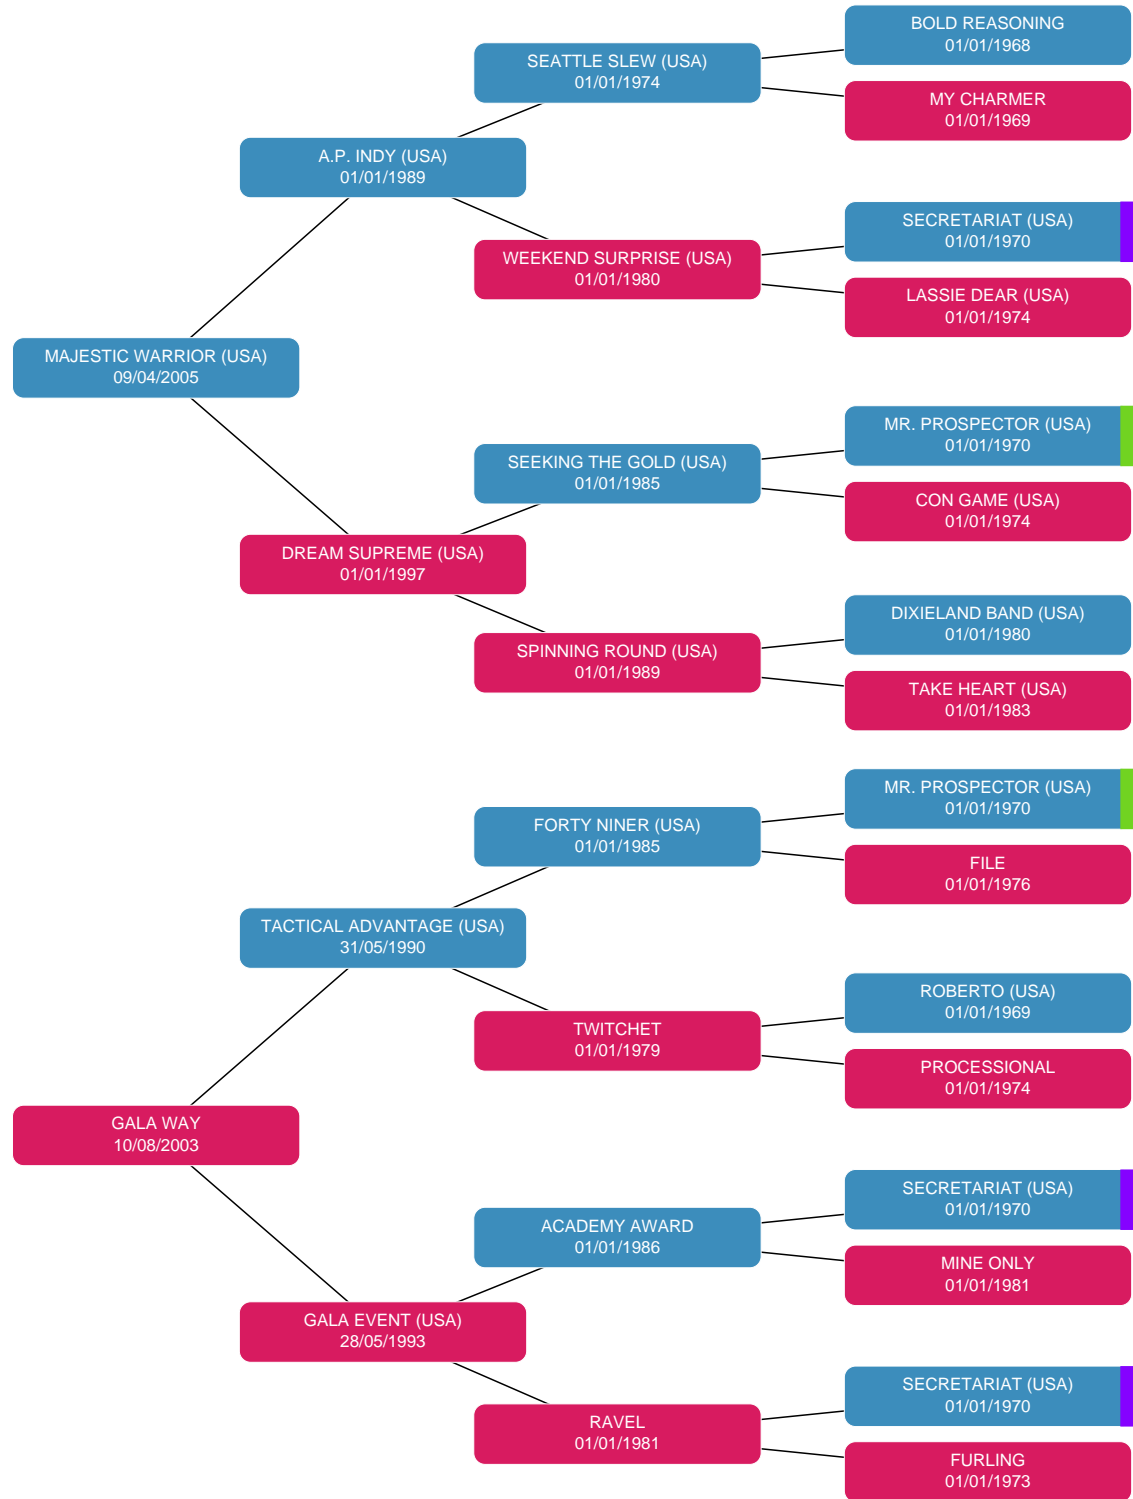 BOLD REASONING
01/01/1968
SEATTLE SLEW (USA)
01/01/1974
MY CHARMER
01/01/1969
A.P. INDY (USA)
01/01/1989
SECRETARIAT (USA)
01/01/1970
WEEKEND SURPRISE (USA)
01/01/1980
LASSIE DEAR (USA)
01/01/1974
MAJESTIC WARRIOR (USA)
09/04/2005
MR. PROSPECTOR (USA)
01/01/1970
SEEKING THE GOLD (USA)
01/01/1985
CON GAME (USA)
01/01/1974
DREAM SUPREME (USA)
01/01/1997
DIXIELAND BAND (USA)
01/01/1980
SPINNING ROUND (USA)
01/01/1989
TAKE HEART (USA)
01/01/1983
MR. PROSPECTOR (USA)
01/01/1970
FORTY NINER (USA)
01/01/1985
FILE
01/01/1976
TACTICAL ADVANTAGE (USA)
31/05/1990
ROBERTO (USA)
01/01/1969
TWITCHET
01/01/1979
PROCESSIONAL
01/01/1974
GALA WAY
10/08/2003
SECRETARIAT (USA)
01/01/1970
ACADEMY AWARD
01/01/1986
MINE ONLY
01/01/1981
GALA EVENT (USA)
28/05/1993
SECRETARIAT (USA)
01/01/1970
RAVEL
01/01/1981
FURLING
01/01/1973